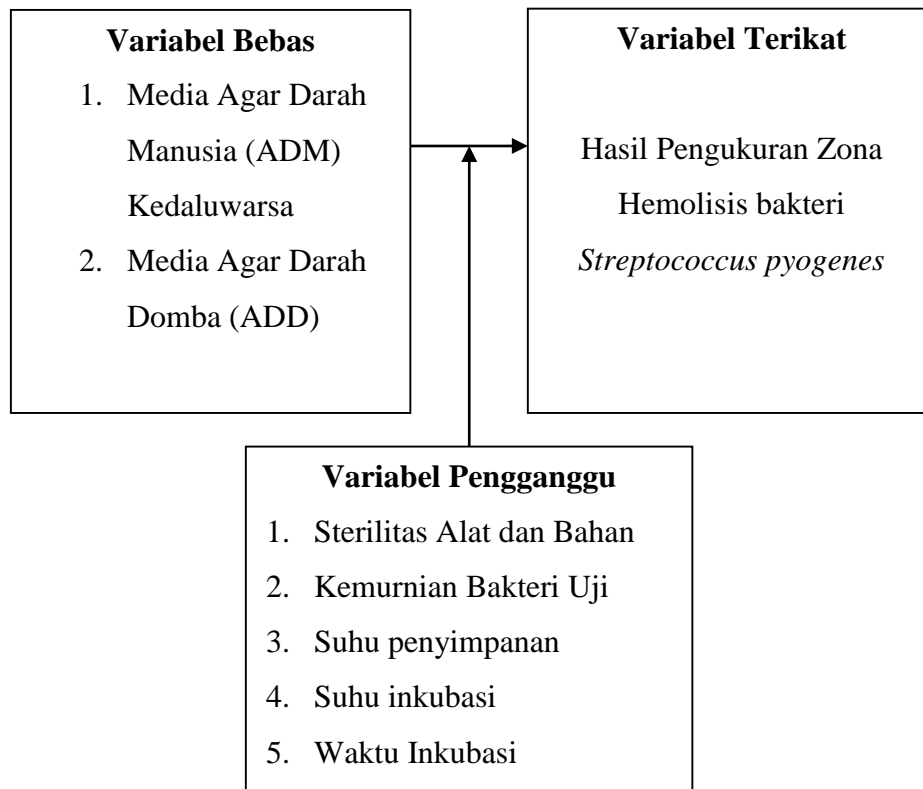 Variabel Bebas
1. Media Agar Darah
Manusia (ADM)
Kedaluwarsa
2. Media Agar Darah
Domba (ADD)
Variabel Terikat
Hasil Pengukuran Zona
Hemolisis bakteri
Streptococcus pyogenes
Variabel Pengganggu
1. Sterilitas Alat dan Bahan
2. Kemurnian Bakteri Uji
3. Suhu penyimpanan
4. Suhu inkubasi
5. Waktu Inkubasi